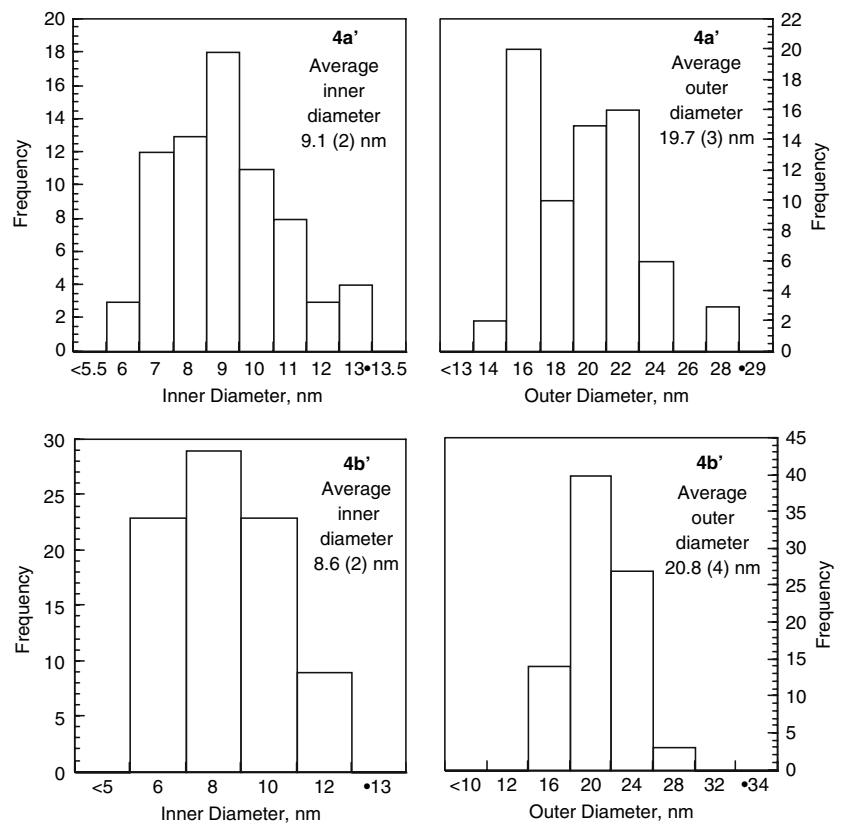 20
18
16
14
12
10
8
6
4
2
0
Frequency
4a’
Average
inner
diameter
9.1 (2) nm
<5.5 6 7 8 9 10 11 12 13•13.5
Inner Diameter, nm
4a’
Average
outer
diameter
19.7 (3) nm
22
20
18
16
14
12
10
8
6
4
2
0
Frequency
<13 14 16 18 20 22 24 26 28 •29
Outer Diameter, nm
30
25
20
15
10
5
0
Frequency
4b’
Average
inner
diameter
8.6 (2) nm
<5 6 8 10 12 •13
Inner Diameter, nm
4b’
Average
outer
diameter
20.8 (4) nm
45
40
35
30
25
20
15
10
5
0
Frequency
<10 12 16 20 24 28 32 •34
Outer Diameter, nm